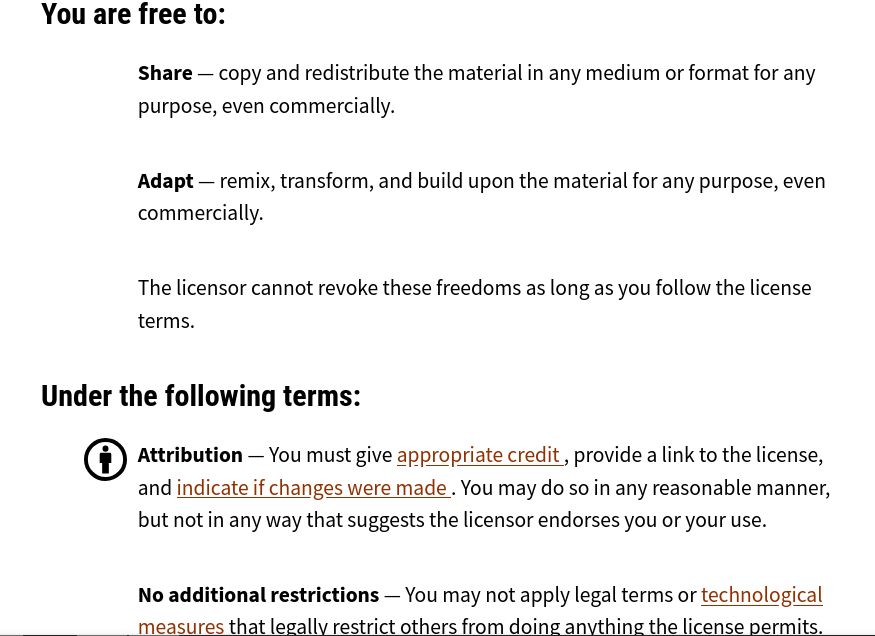 You are free to:
Share — copy and redistribute the material in any medium or format for any
purpose, even commercially.
Adapt — remix, transform, and build upon the material for any purpose, even
commercially.
The licensor cannot revoke these freedoms as long as you follow the license
terms.
Under the following terms:
Attribution — You must give appropriate credit , provide a link to the license,
and indicate if changes were made . You may do so in any reasonable manner,
but not in any way that suggests the licensor endorses you or your use.
No additional restrictions — You may not apply legal terms or technological
measures that legally restrict others from doing anything the license permits.